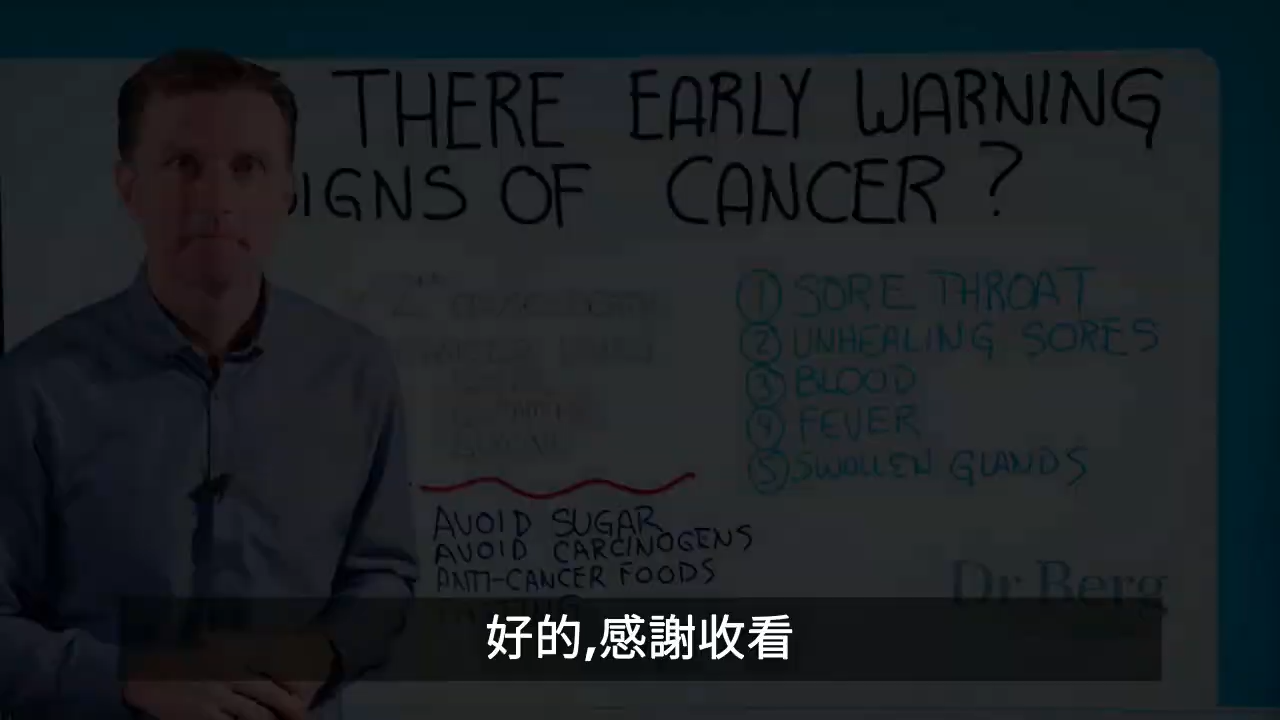 THERE EARLY WARNING
IGNS OF CANCER?
2ND
① SORE THROAT
② UNHEALING SORES
③ BLOOD
④ FEVER
⑤ SWOLLEN GLANDS
AVOID SUGAR
AVOID CARCINOGENS
ANTI-CANCER FOODS
Dr Berg
好的,感謝收看